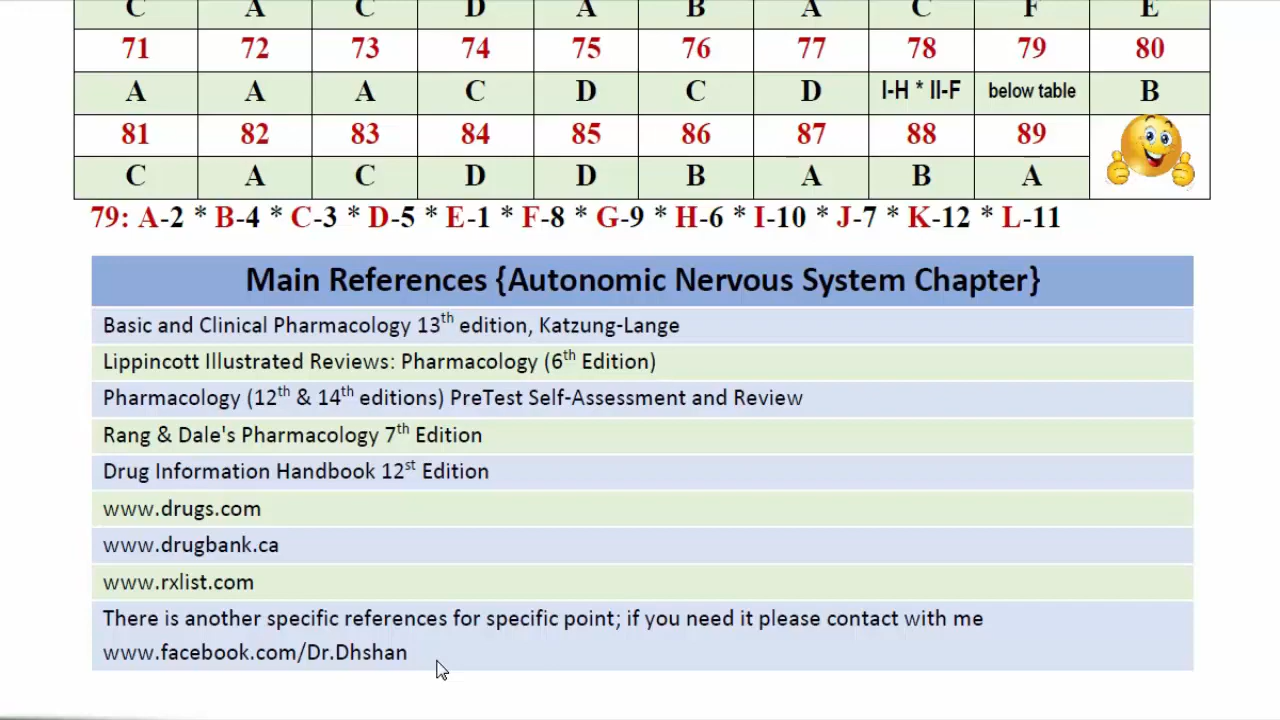 C A C D A B A C F E
71 72 73 74 75 76 77 78 79 80
A A A C D C D I-H * II-F below table B
81 82 83 84 85 86 87 88 89
C A C D D B A B A
79: A-2 * B-4 * C-3 * D-5 * E-1 * F-8 * G-9 * H-6 * I-10 * J-7 * K-12 * L-11
Main References {Autonomic Nervous System Chapter}
Basic and Clinical Pharmacology 13th edition, Katzung-Lange
Lippincott Illustrated Reviews: Pharmacology (6th Edition)
Pharmacology (12th & 14th editions) PreTest Self-Assessment and Review
Rang & Dale's Pharmacology 7th Edition
Drug Information Handbook 12st Edition
www.drugs.com
www.drugbank.ca
www.rxlist.com
There is another specific references for specific point; if you need it please contact with me
www.facebook.com/Dr.Dhshan